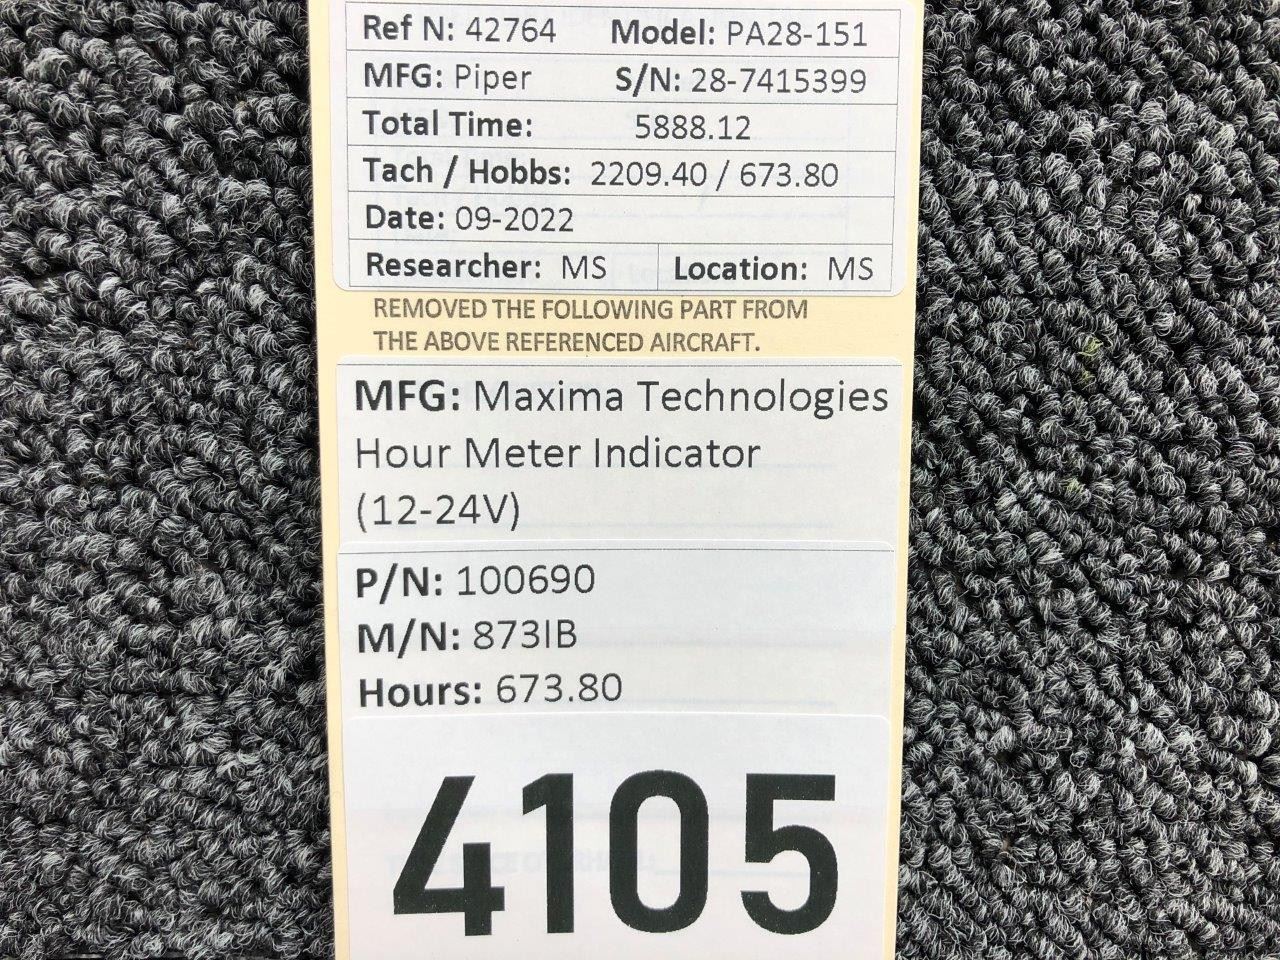 Ref N: 42764 Model: PA28-151
MFG: Piper S/N: 28-7415399
Total Time: 5888.12
Tach / Hobbs: 2209.40 / 673.80
Date: 09-2022
Researcher: MS Location: MS
REMOVED THE FOLLOWING PART FROM
THE ABOVE REFERENCED AIRCRAFT.
MFG: Maxima Technologies
Hour Meter Indicator
(12-24V)
P/N: 100690
M/N: 873IB
Hours: 673.80
4105